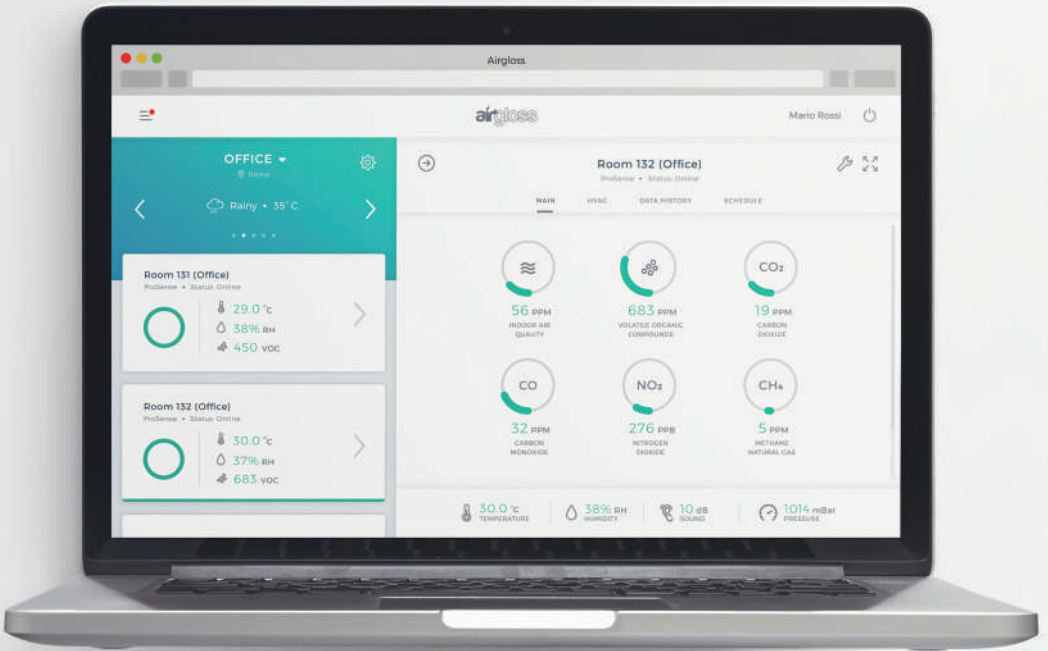 Airgloss
airgloss
Mario Rossi
OFFICE
Roma
Rainy • 35°C
Room 131 (Office)
ProSense • Status Online
29.0 °c
38% RH
450 VOC
Room 132 (Office)
ProSense • Status Online
30.0 °c
37% RH
683 VOC
Room 132 (Office)
ProSense • Status Online
MAIN HVAC DATA HISTORY SCHEDULE
56 PPM
INDOOR AIR
QUALITY
683 PPM
VOLATILE ORGANIC
COMPOUNDS
CO2
19 PPM
CARBON
DIOXIDE
CO
32 PPM
CARBON
MONOXIDE
NO2
276 PPB
NITROGEN
DIOXIDE
CH4
5 PPM
METHANE
NATURAL GAS
30.0 °c
TEMPERATURE
38% RH
HUMIDITY
10 dB
SOUND
1014 mBar
PRESSURE